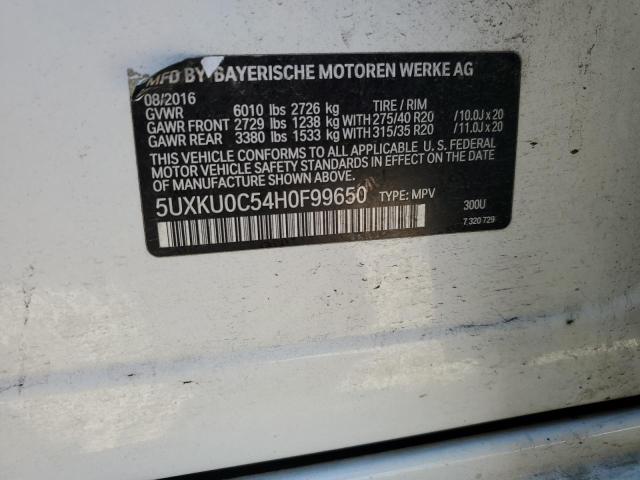 MFD BY BAYERISCHE MOTOREN WERKE AG
08/2016
GVWR 6010 lbs 2726 kg TIRE / RIM
GAWR FRONT 2729 lbs 1238 kg WITH 275/40 R20 /10.0J x 20
GAWR REAR 3380 lbs 1533 kg WITH 315/35 R20 /11.0J x 20
THIS VEHICLE CONFORMS TO ALL APPLICABLE U.S. FEDERAL
MOTOR VEHICLE SAFETY STANDARDS IN EFFECT ON THE DATE OF
MANUFACTURE SHOWN ABOVE.
5UXKU0C54H0F99650 TYPE: MPV 300U
7 320 729